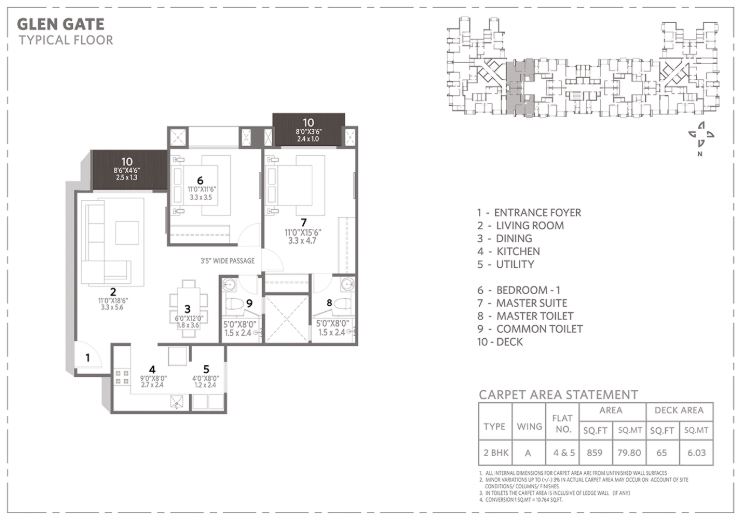 GLEN GATE
TYPICAL FLOOR
N
10
8'0"X3'6"
2.4 x 1.0
10
8'6"X4'6"
2.5 x 1.3
6
11'0"X11'6"
3.3 x 3.5
7
11'0"X15'6"
3.3 x 4.7
3'5" WIDE PASSAGE
2
11'0"X18'6"
3.3 x 5.6
3
6'0"X12'0"
1.8 x 3.6
9
5'0"X8'0"
1.5 x 2.4
8
5'0"X8'0"
1.5 x 2.4
1
4
9'0"X8'0"
2.7 x 2.4
5
4'0"X8'0"
1.2 x 2.4
1 - ENTRANCE FOYER
2 - LIVING ROOM
3 - DINING
4 - KITCHEN
5 - UTILITY
6 - BEDROOM - 1
7 - MASTER SUITE
8 - MASTER TOILET
9 - COMMON TOILET
10 - DECK
CARPET AREA STATEMENT
TYPE WING FLAT NO. AREA DECK AREA
SQ.FT SQ.MT SQ.FT SQ.MT
2 BHK A 4 & 5 859 79.80 65 6.03
1. ALL INTERNAL DIMENSIONS FOR CARPET AREA ARE FROM UNFINISHED WALL SURFACES
2. MINOR VARIATIONS UP TO (+/-) 3% IN ACTUAL CARPET AREA MAY OCCUR ON ACCOUNT OF SITE
CONDITIONS/ COLUMNS/ FINISHES
3. IN TOILETS THE CARPET AREA IS INCLUSIVE OF LEDGE WALL (IF ANY)
4. CONVERSION 1 SQ.MT = 10.764 SQ.FT.